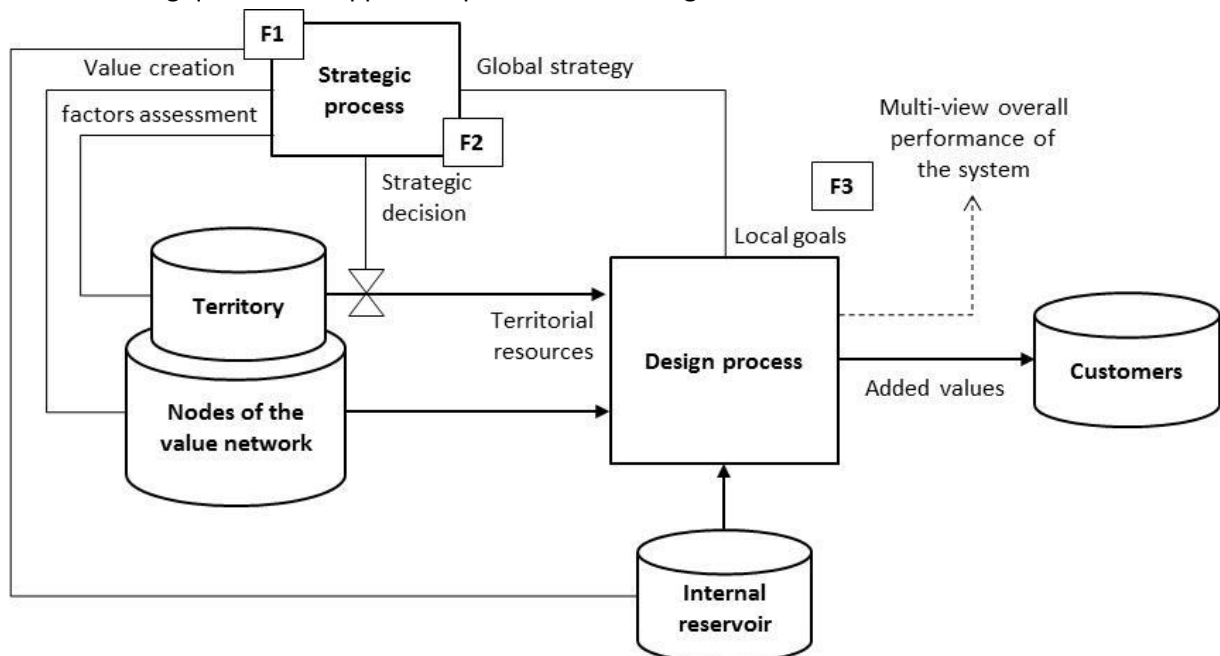 F1
Value creation
Strategic
process
Global strategy
factors assessment
F2
Multi-view overall
performance of
the system
Strategic
decision
F3
Local goals
Territory
Territorial
resources
Design process
Added values
Customers
Nodes of the
value network
Internal
reservoir